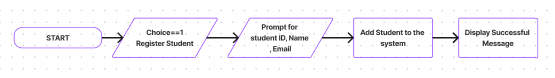 START
Choice==1
Register Student
Prompt for
student ID, Name
, Email
Add Student to the
system
Display Successful
Message